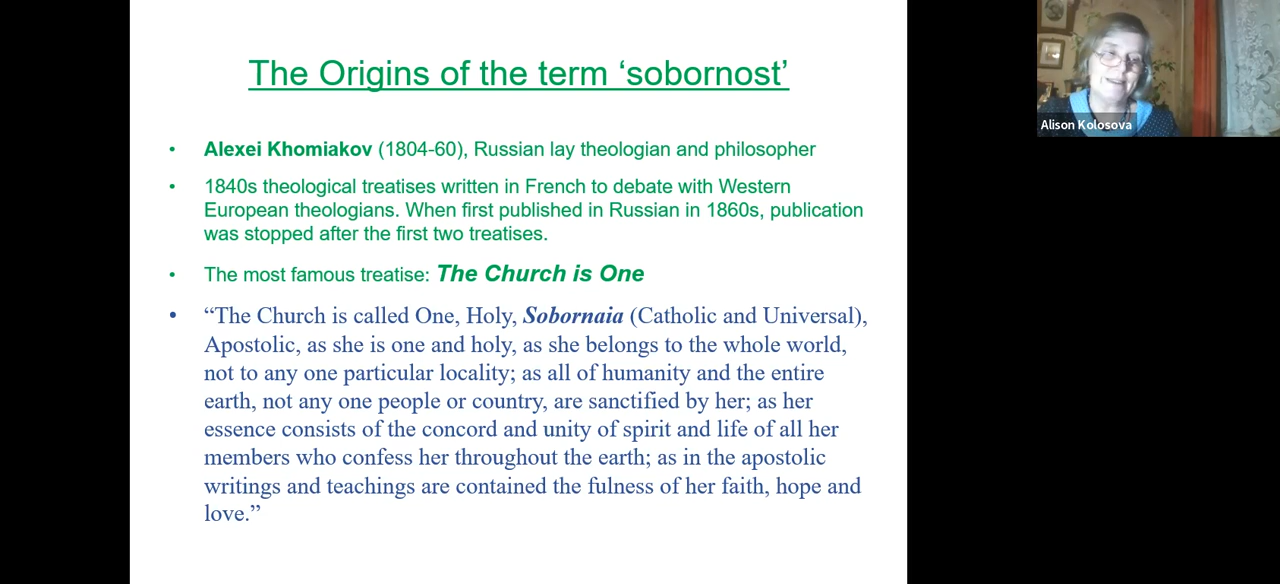 The Origins of the term ‘sobornost’
• Alexei Khomiakov (1804-60), Russian lay theologian and philosopher
• 1840s theological treatises written in French to debate with Western
European theologians. When first published in Russian in 1860s, publication
was stopped after the first two treatises.
• The most famous treatise: The Church is One
• “The Church is called One, Holy, Sobornaia (Catholic and Universal),
Apostolic, as she is one and holy, as she belongs to the whole world,
not to any one particular locality; as all of humanity and the entire
earth, not any one people or country, are sanctified by her; as her
essence consists of the concord and unity of spirit and life of all her
members who confess her throughout the earth; as in the apostolic
writings and teachings are contained the fulness of her faith, hope and
love.”
Alison Kolosova